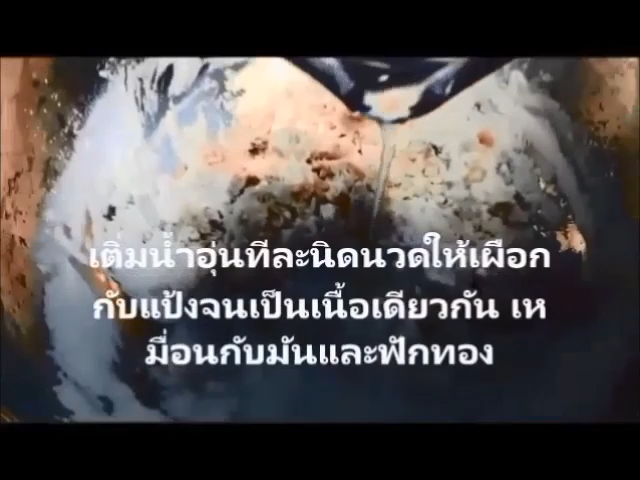 เติ่มน้ำอุ่นทีละนิดนวดให้เผือก
กับแป้งจนเป็นเนื้อเดียวกัน เห
มื่อนกับมันและฟักทอง